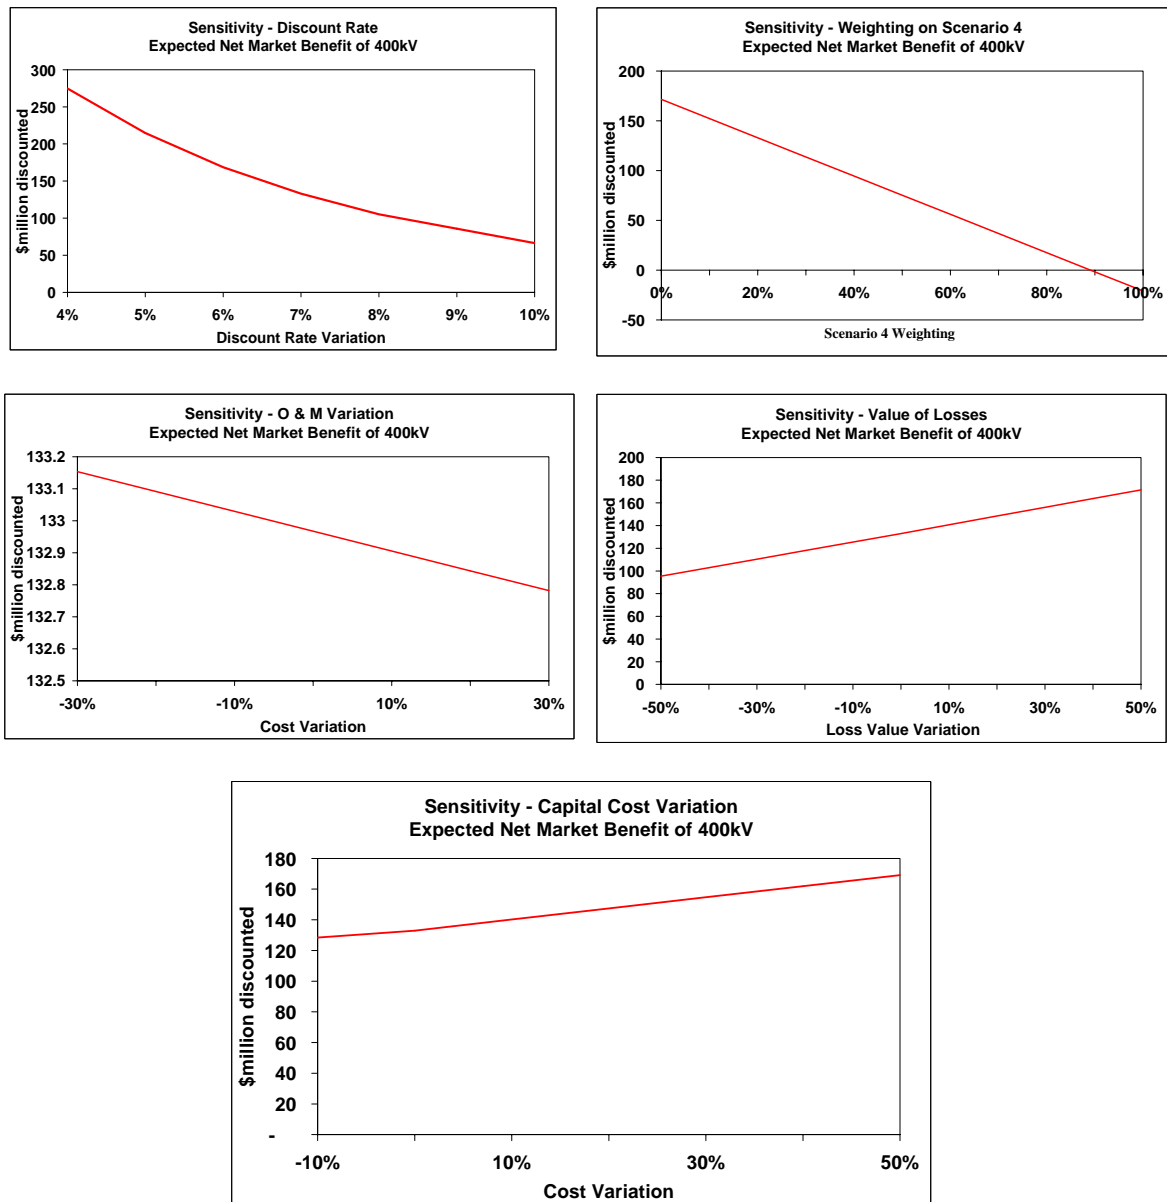 Sensitivity - Discount Rate
Expected Net Market Benefit of 400kV
$million discounted
300
250
200
150
100
50
0
4% 5% 6% 7% 8% 9% 10%
Discount Rate Variation
Sensitivity - Weighting on Scenario 4
Expected Net Market Benefit of 400kV
$million discounted
200
150
100
50
0
-50
0% 20% 40% 60% 80% 100%
Scenario 4 Weighting
Sensitivity - O & M Variation
Expected Net Market Benefit of 400kV
$million discounted
133.2
133.1
133
132.9
132.8
132.7
132.6
132.5
-30% -10% 10% 30%
Cost Variation
Sensitivity - Value of Losses
Expected Net Market Benefit of 400kV
$million discounted
200
180
160
140
120
100
80
60
40
20
0
-50% -30% -10% 10% 30% 50%
Loss Value Variation
Sensitivity - Capital Cost Variation
Expected Net Market Benefit of 400kV
$million discounted
180
160
140
120
100
80
60
40
20
-
-10% 10% 30% 50%
Cost Variation